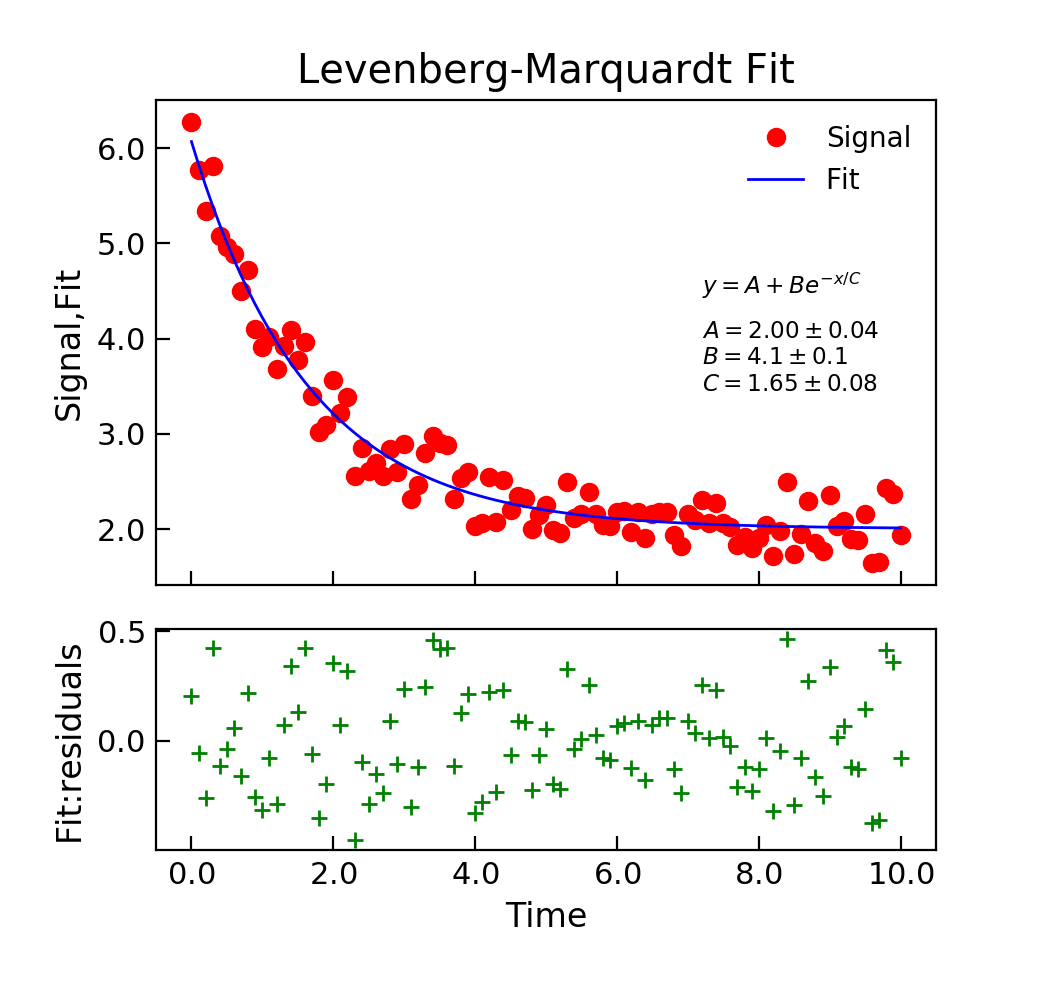 Levenberg-Marquardt Fit
6.0
5.0
4.0
3.0
2.0
Signal,Fit
Signal
Fit
y = A + Be^{-x/C}
A = 2.00 ± 0.04
B = 4.1 ± 0.1
C = 1.65 ± 0.08
0.5
0.0
Fit:residuals
0.0 2.0 4.0 6.0 8.0 10.0
Time